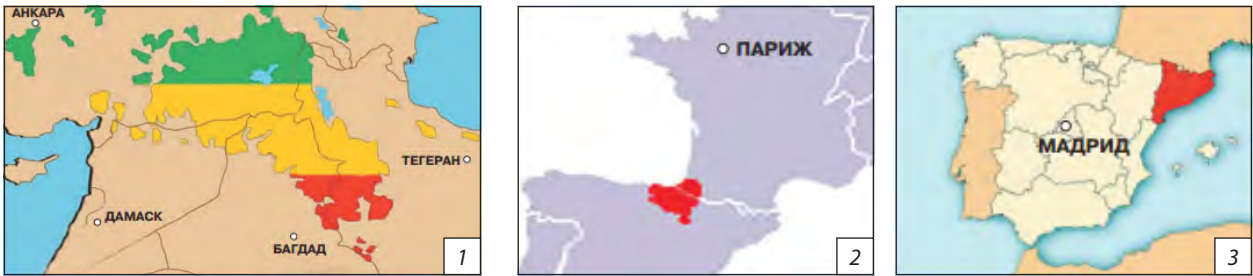 АНКАРА
ТЕГЕРАН
ДАМАСК
БАГДАД
1
ПАРИЖ
2
МАДРИД
3